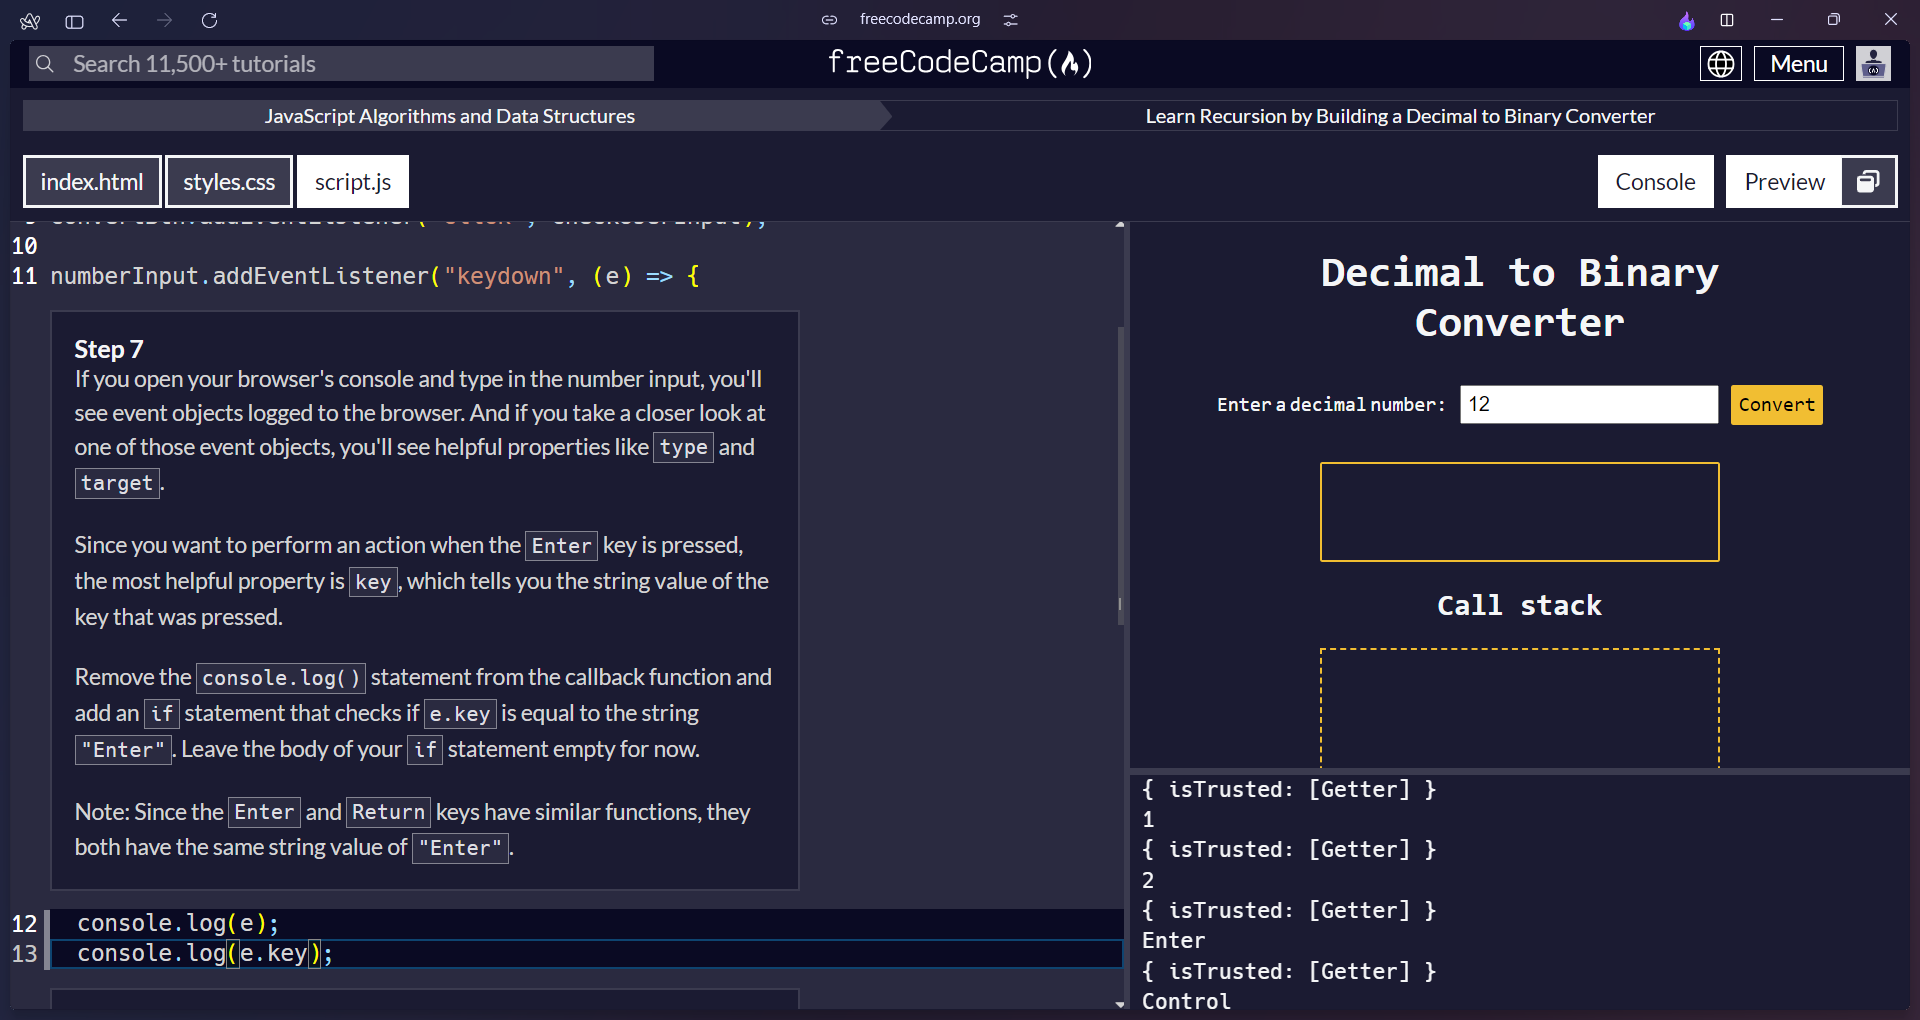 freecodecamp.org
Search 11,500+ tutorials
freeCodeCamp
Menu
JavaScript Algorithms and Data Structures
Learn Recursion by Building a Decimal to Binary Converter
index.html
styles.css
script.js
Console
Preview
10
11 numberInput.addEventListener("keydown", (e) => {
Step 7
If you open your browser's console and type in the number input, you'll
see event objects logged to the browser. And if you take a closer look at
one of those event objects, you'll see helpful properties like type and
target.
Since you want to perform an action when the Enter key is pressed,
the most helpful property is key, which tells you the string value of the
key that was pressed.
Remove the console.log() statement from the callback function and
add an if statement that checks if e.key is equal to the string
"Enter". Leave the body of your if statement empty for now.
Note: Since the Enter and Return keys have similar functions, they
both have the same string value of "Enter".
12 console.log(e);
13 console.log(e.key);
Decimal to Binary
Converter
Enter a decimal number: 12 Convert
Call stack
{ isTrusted: [Getter] }
1
{ isTrusted: [Getter] }
2
{ isTrusted: [Getter] }
Enter
{ isTrusted: [Getter] }
Control